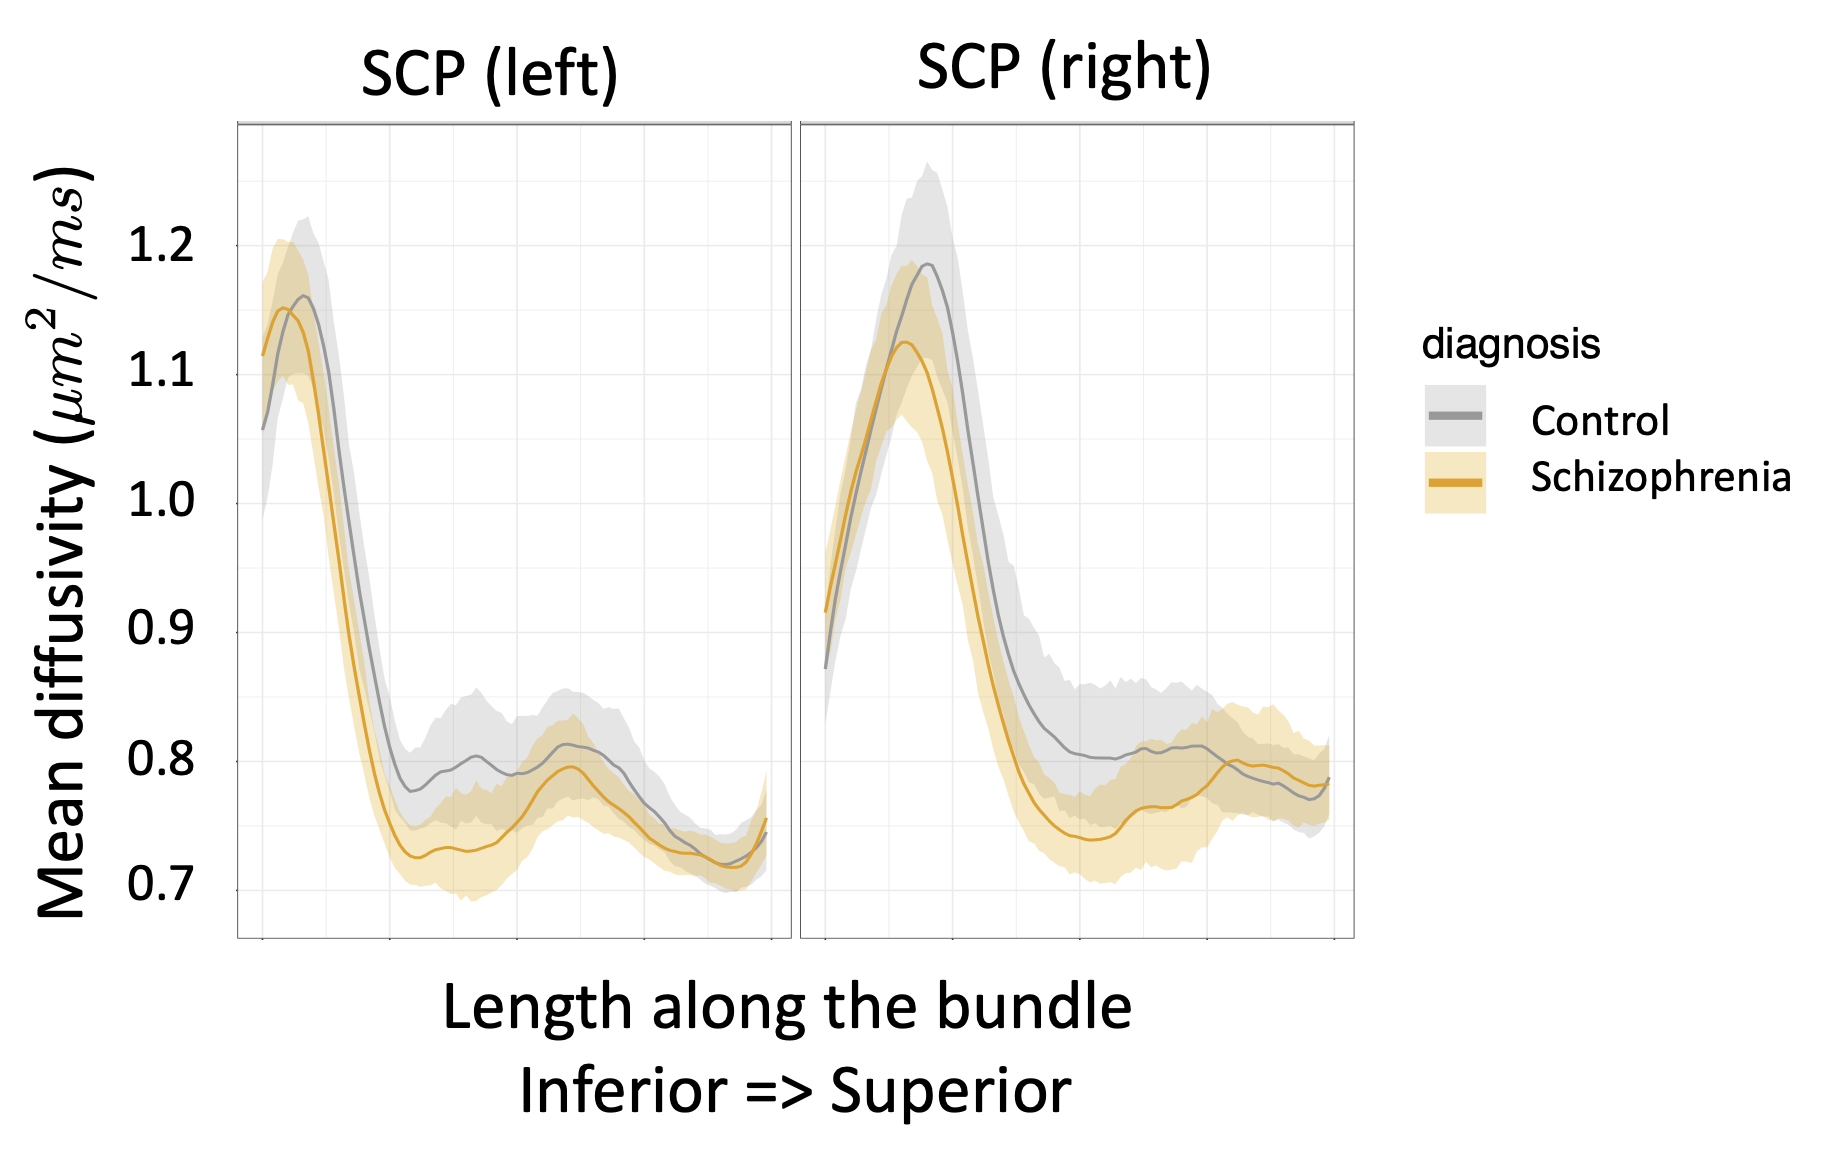 SCP (left)
SCP (right)
Mean diffusivity (μm²/ms)
1.2
1.1
1.0
0.9
0.8
0.7
diagnosis
Control
Schizophrenia
Length along the bundle
Inferior => Superior